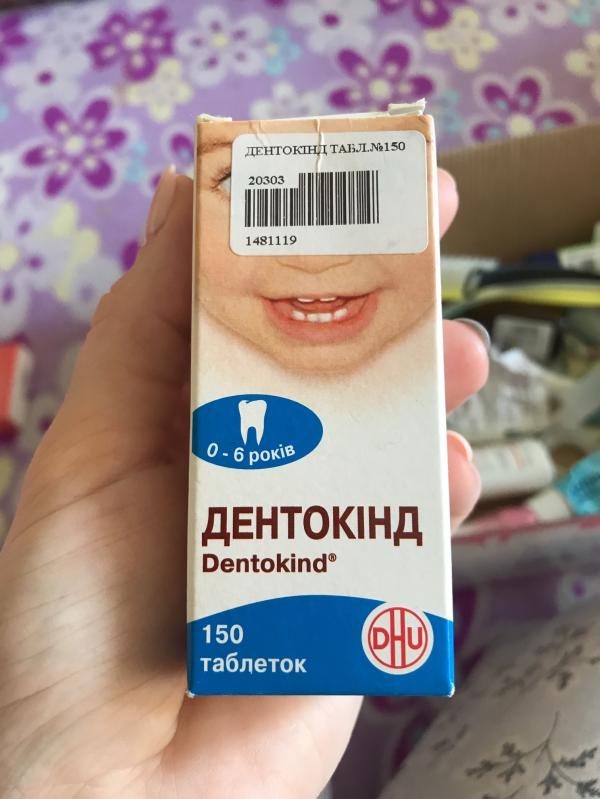 ДЕНТОКІНД ТАБЛ.№150
20303
1481119
0 - 6 років
ДЕНТОКІНД
Dentokind®
150
таблеток
DHU